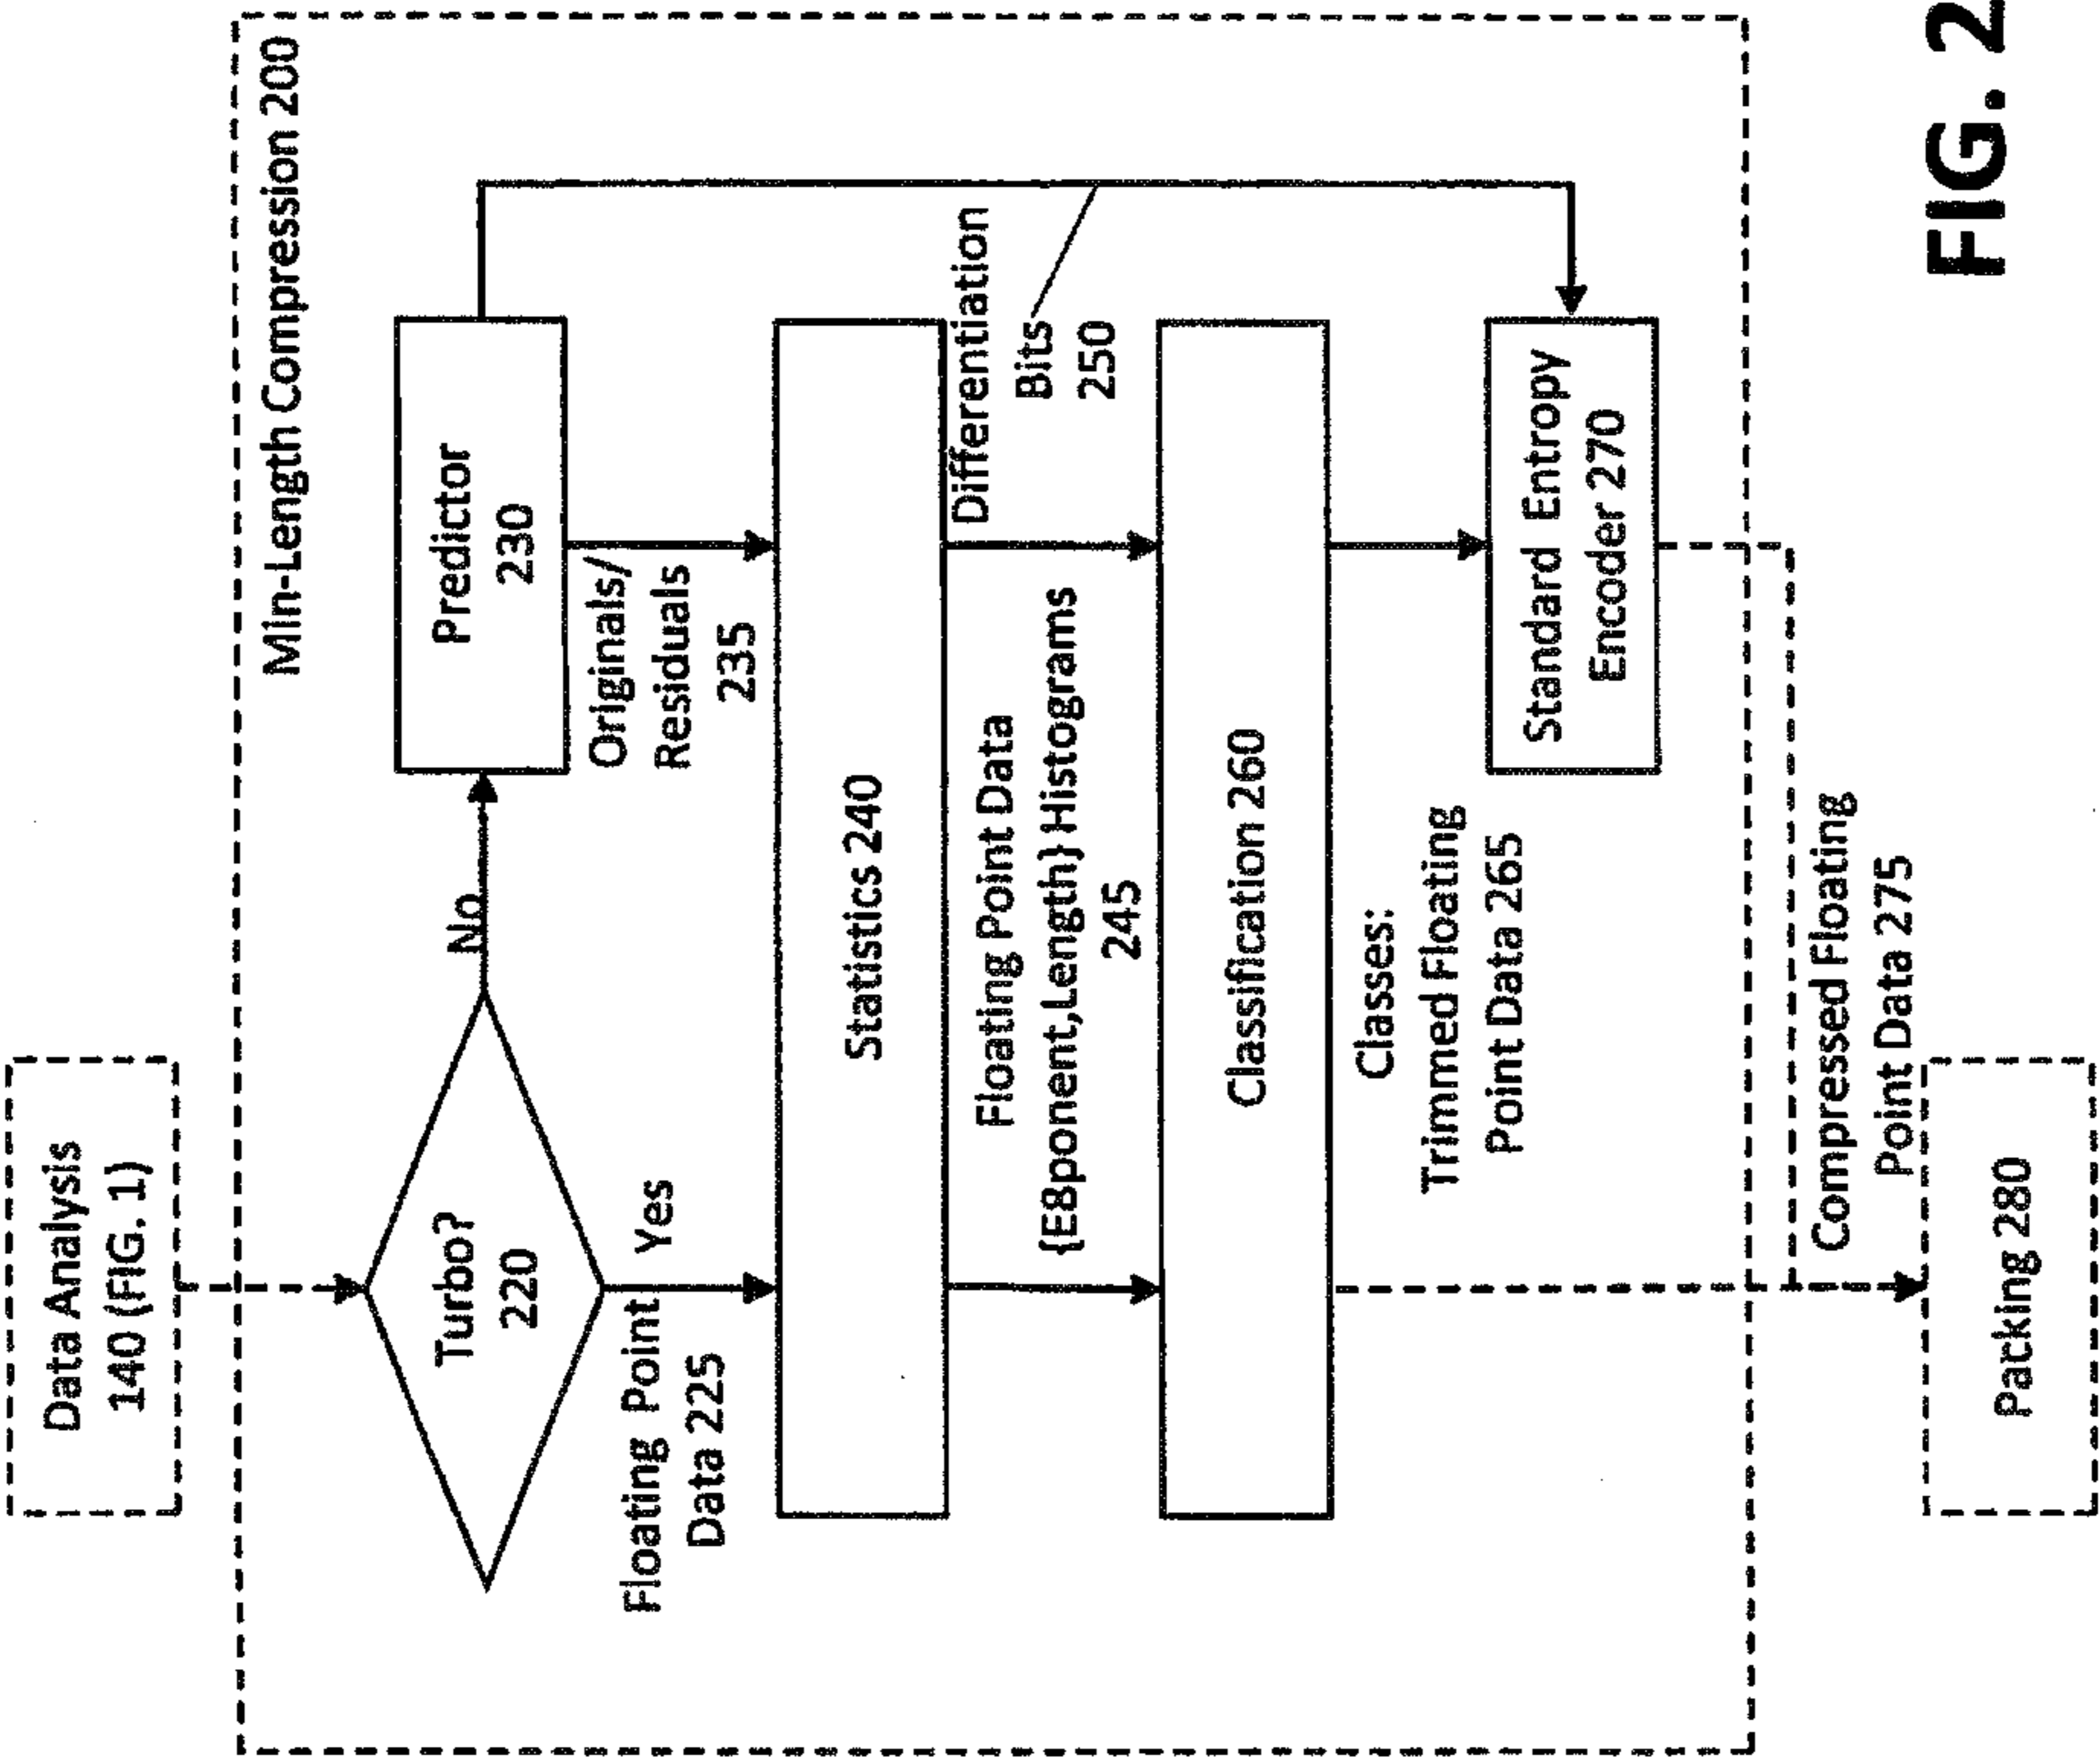 Data Analysis
140 (FIG. 1)
Min-Length Compression 200
Turbo?
220
No
Predictor
230
Yes
Floating Point
Data 225
Originals/
Residuals
235
Statistics 240
Floating Point Data
{EBponent,Length} Histograms
245
Differentiation
Bits
250
Classification 260
Classes:
Trimmed Floating
Point Data 265
Standard Entropy
Encoder 270
Compressed Floating
Point Data 275
Packing 280
FIG. 2